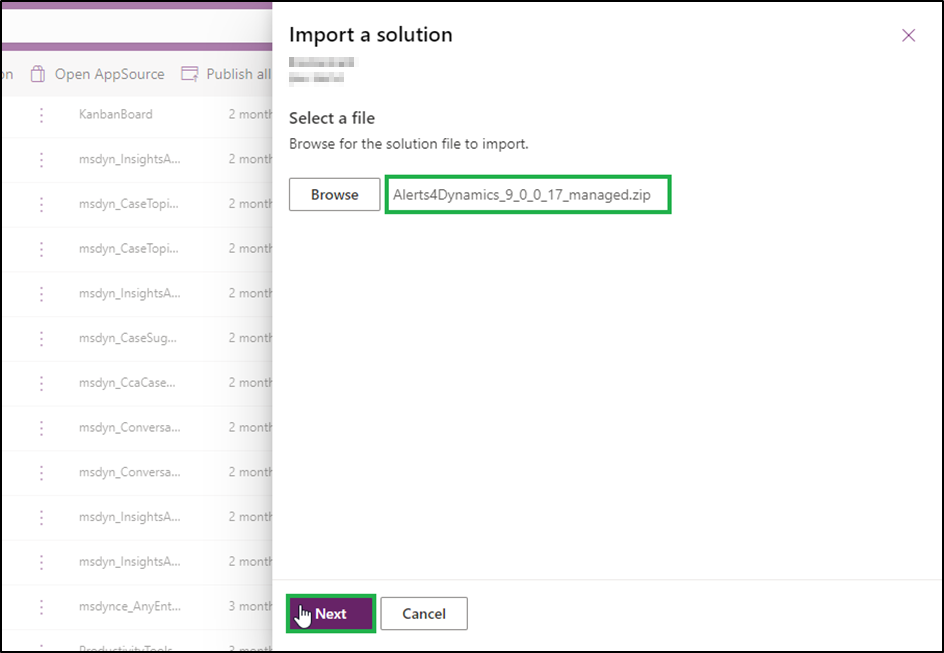 Import a solution
on Open AppSource Publish all
Select a file
Browse for the solution file to import.
Browse Alerts4Dynamics_9_0_0_17_managed.zip
KanbanBoard 2 month
msdyn_InsightsA... 2 month
msdyn_CaseTopi... 2 month
msdyn_CaseTopi... 2 month
msdyn_InsightsA... 2 month
msdyn_CaseSug... 2 month
msdyn_CcaCase... 2 month
msdyn_Conversa... 2 month
msdyn_Conversa... 2 month
msdyn_InsightsA... 2 month
msdyn_InsightsA... 2 month
msdynce_AnyEnt... 3 month
ProductivityTools 3 month
Next Cancel